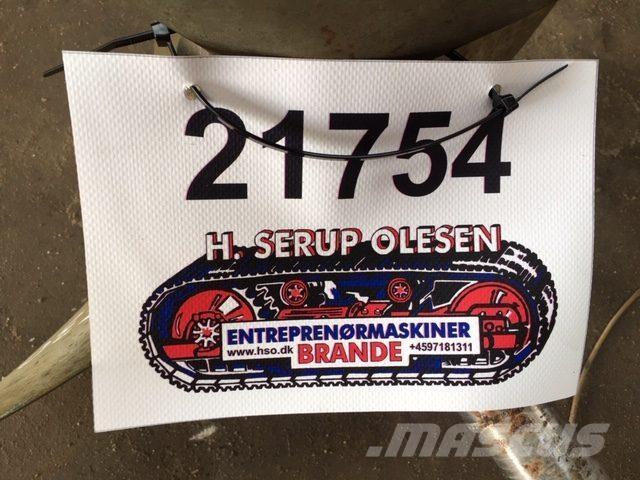 21754
H. SERUP OLESEN
ENTREPRENØRMASKINER
www.hso.dk BRANDE +4597181311
MASCUS